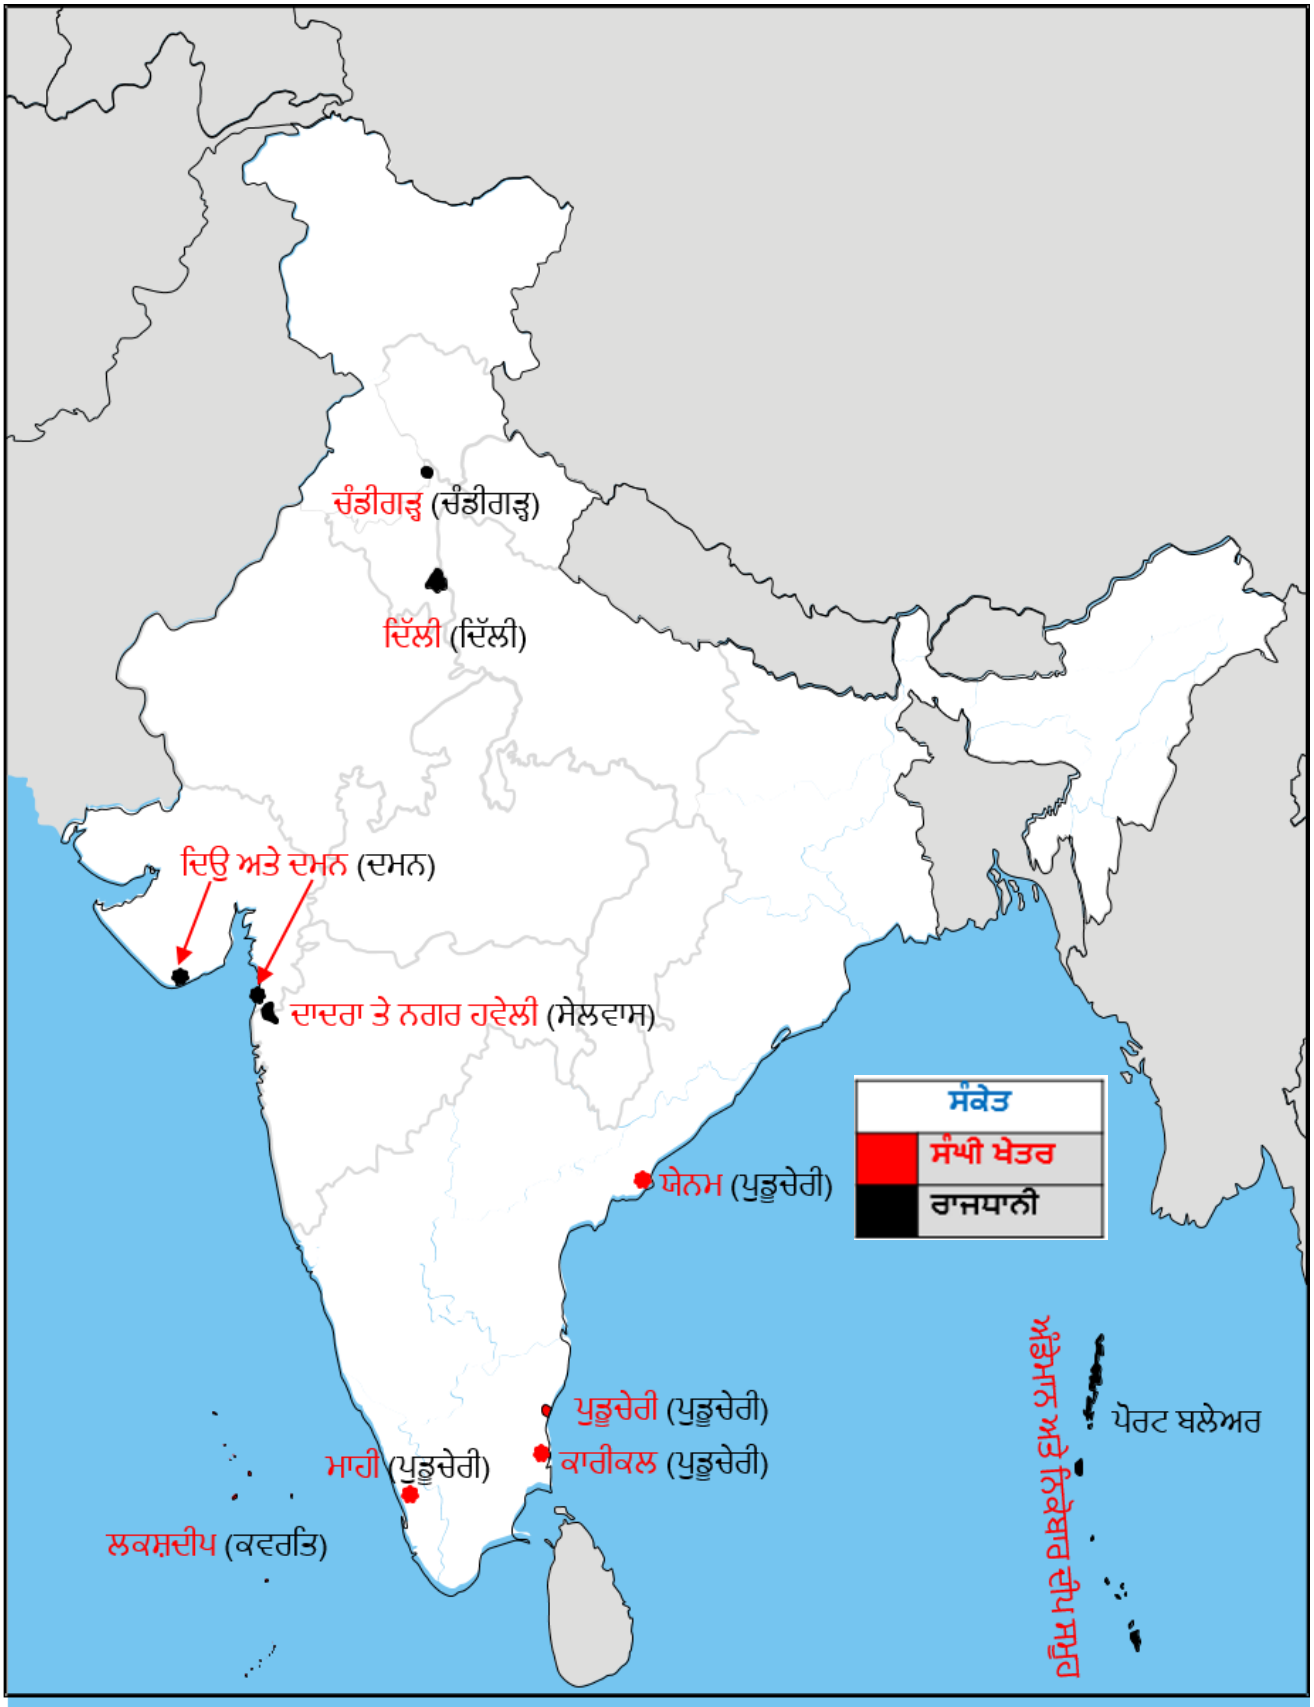 ਚੰਡੀਗੜ੍ਹ (ਚੰਡੀਗੜ੍ਹ)
ਦਿੱਲੀ (ਦਿੱਲੀ)
ਦਿਉ ਅਤੇ ਦਮਨ (ਦਮਨ)
ਦਾਦਰਾ ਤੇ ਨਗਰ ਹਵੇਲੀ (ਸੇਲਵਾਸ)
ਸੰਕੇਤ
ਸੰਘੀ ਖੇਤਰ
ਰਾਜਧਾਨੀ
ਯੇਨਮ (ਪੁਡੂਚੇਰੀ)
ਪੁਡੂਚੇਰੀ (ਪੁਡੂਚੇਰੀ)
ਪੋਰਟ ਬਲੇਅਰ
ਕਾਰੀਕਲ (ਪੁਡੂਚੇਰੀ)
ਮਾਹੀ (ਪੁਡੂਚੇਰੀ)
ਲਕਸ਼ਦੀਪ (ਕਵਰਤਿ)
ਅੰਡੇਮਾਨ ਅਤੇ ਨਿਕੋਬਾਰ ਦੀਪ ਸਮੂਹ